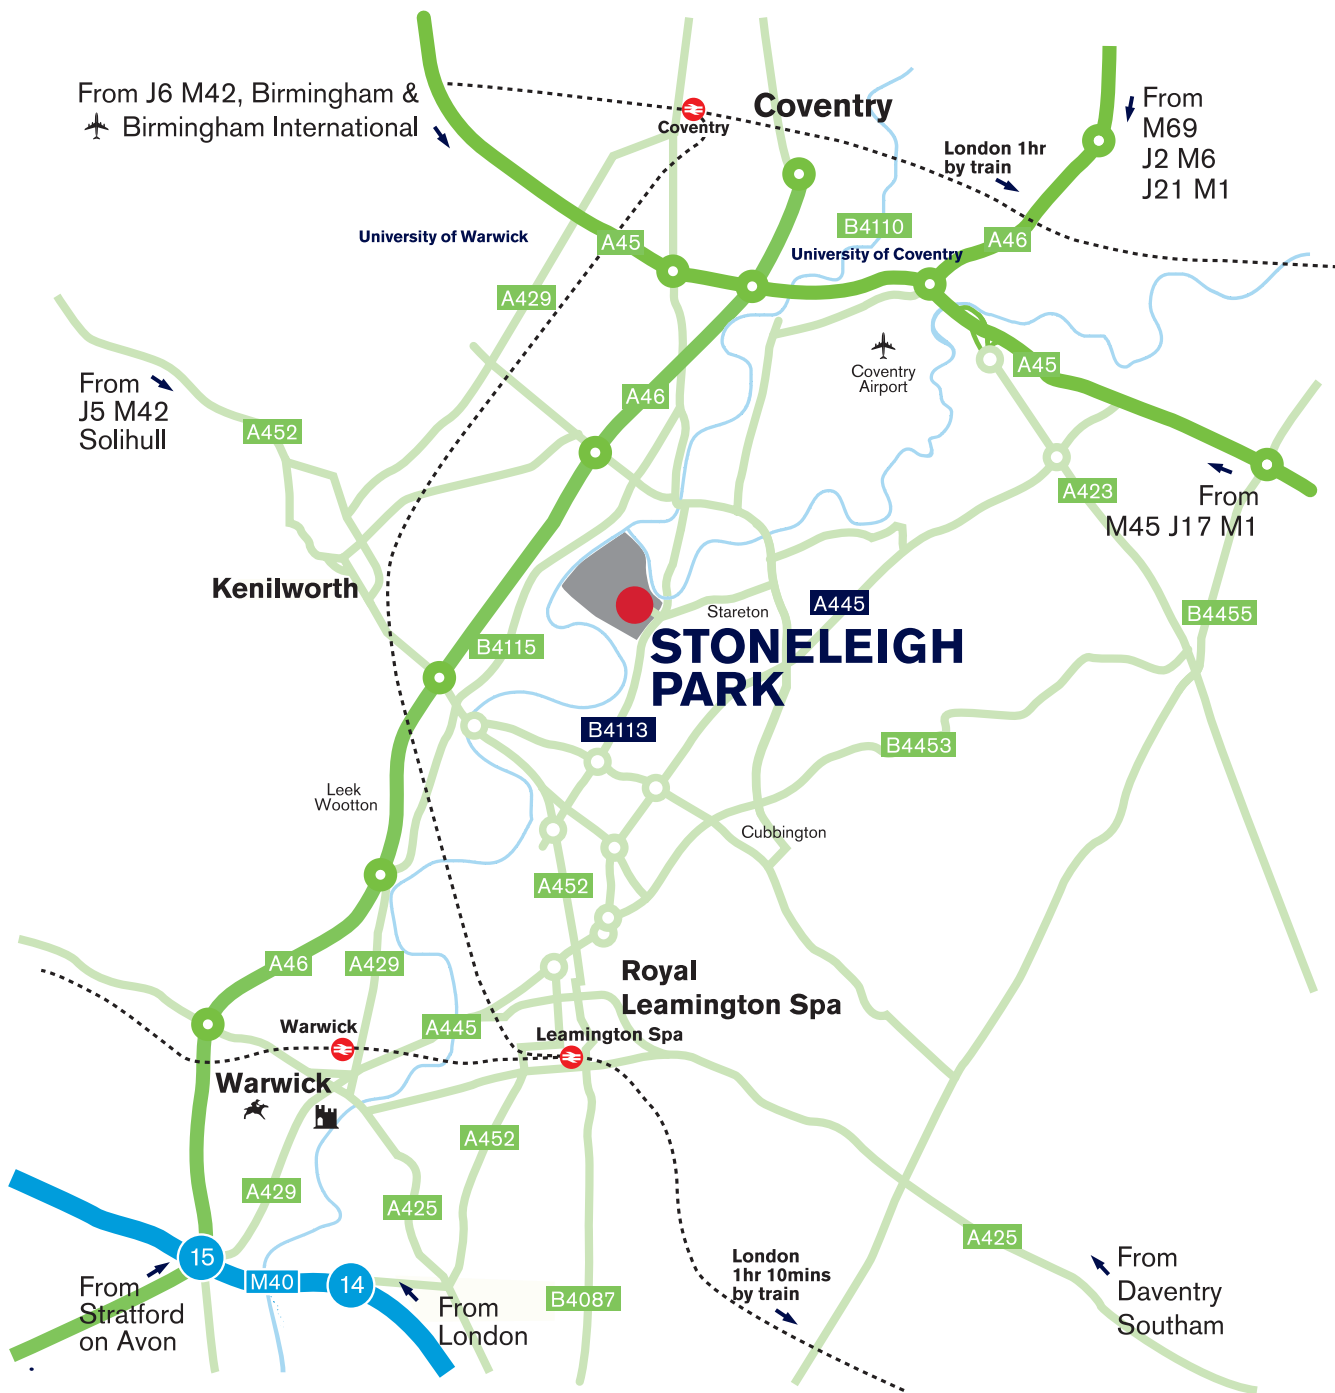 From J6 M42, Birmingham &
Birmingham International
Coventry
Coventry
London 1hr
by train
From
M69
J2 M6
J21 M1
University of Warwick
A45
B4110
University of Coventry
A46
A429
Coventry
Airport
A45
From
J5 M42
Solihull
A452
A46
A423
From
M45 J17 M1
Kenilworth
Stareton
A445
B4455
B4115
STONELEIGH
PARK
B4113
B4453
Leek
Wootton
Cubbington
A452
A46
A429
Royal
Leamington Spa
Warwick
A445
Leamington Spa
Warwick
A452
A429
A425
A425
15
M40
14
From
Stratford
on Avon
From
London
B4087
London
1hr 10mins
by train
From
Daventry
Southam